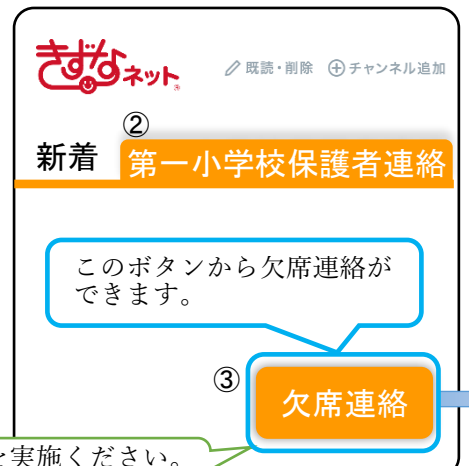 きずなネット®
既読・削除 チャンネル追加
②
新着 第一小学校保護者連絡
このボタンから欠席連絡が
できます。
③
欠席連絡
実施ください。